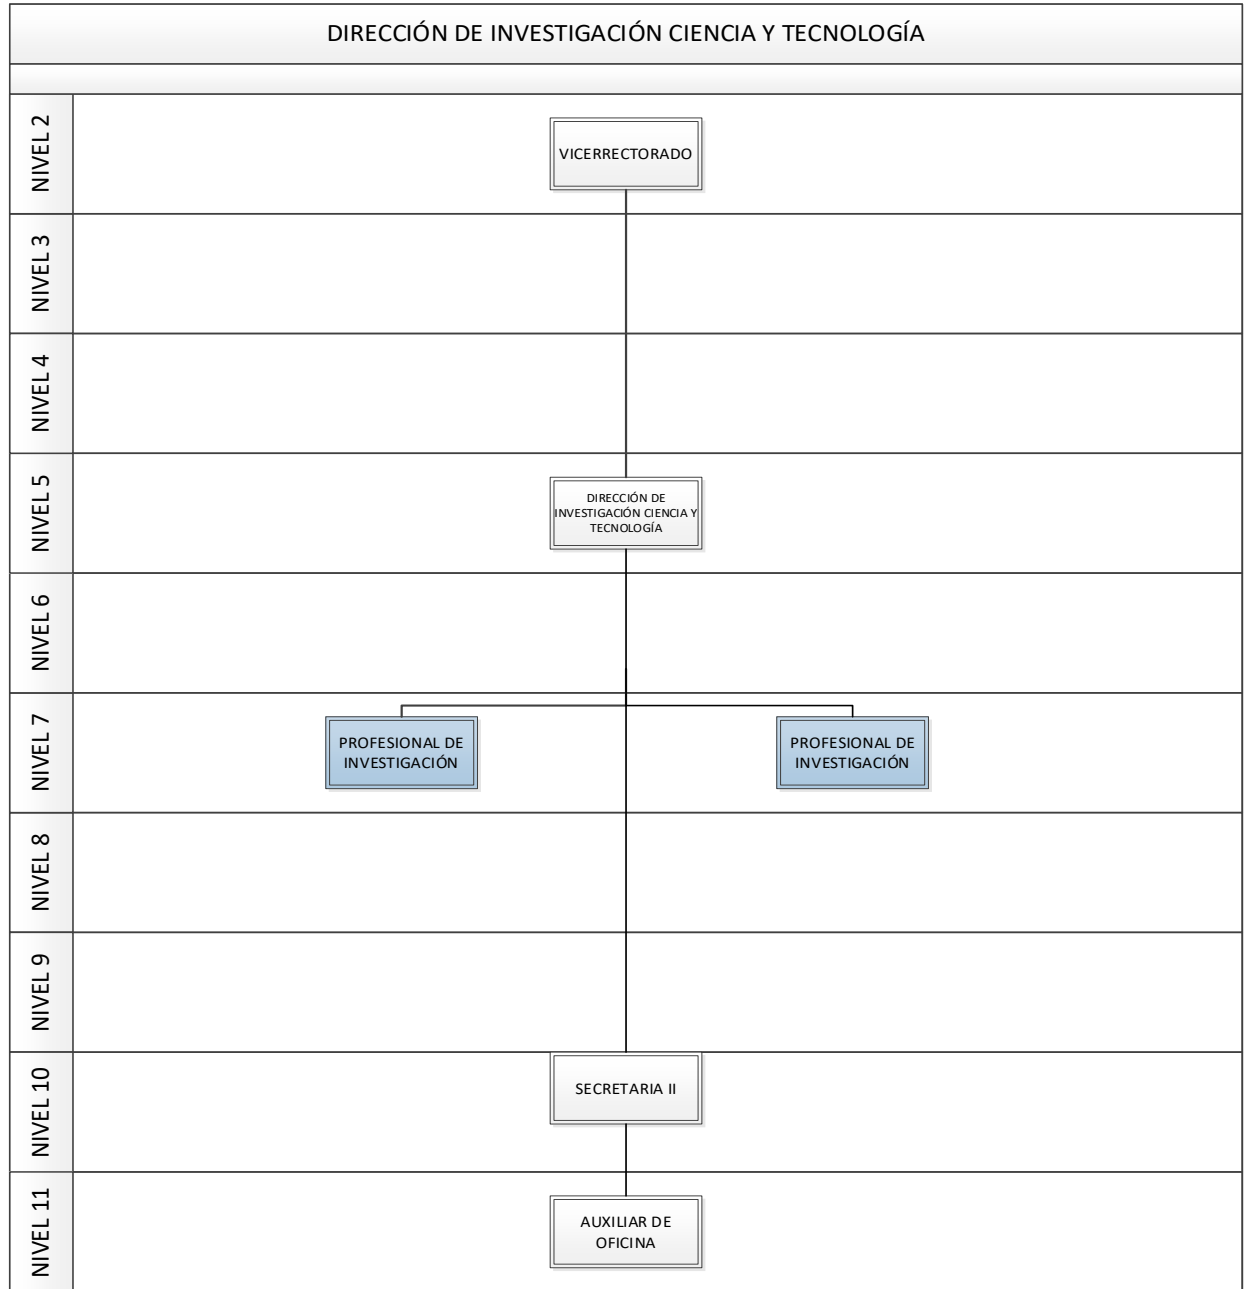 DIRECCIÓN DE INVESTIGACIÓN CIENCIA Y TECNOLOGÍA
NIVEL 2
VICERRECTORADO
NIVEL 3
NIVEL 4
NIVEL 5
DIRECCIÓN DE
INVESTIGACIÓN CIENCIA Y
TECNOLOGÍA
NIVEL 6
NIVEL 7
PROFESIONAL DE
INVESTIGACIÓN
PROFESIONAL DE
INVESTIGACIÓN
NIVEL 8
NIVEL 9
NIVEL 10
SECRETARIA II
NIVEL 11
AUXILIAR DE
OFICINA